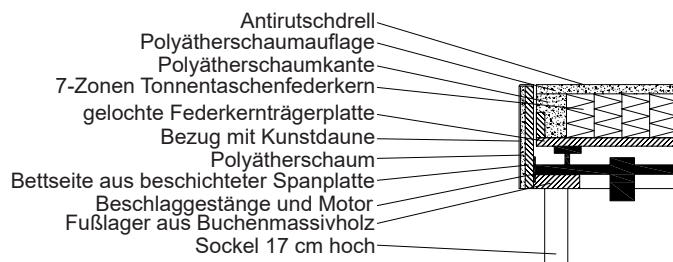 Antirutschdrell
Polyätherschaumauflage
Polyätherschaumkante
7-Zonen Tonnentaschenfederkern
gelochte Federkernträgerplatte
Bezug mit Kunstdaune
Polyätherschaum
Bettseite aus beschichteter Spanplatte
Beschlaggestänge und Motor
Fußlager aus Buchenmassivholz
Sockel 17 cm hoch